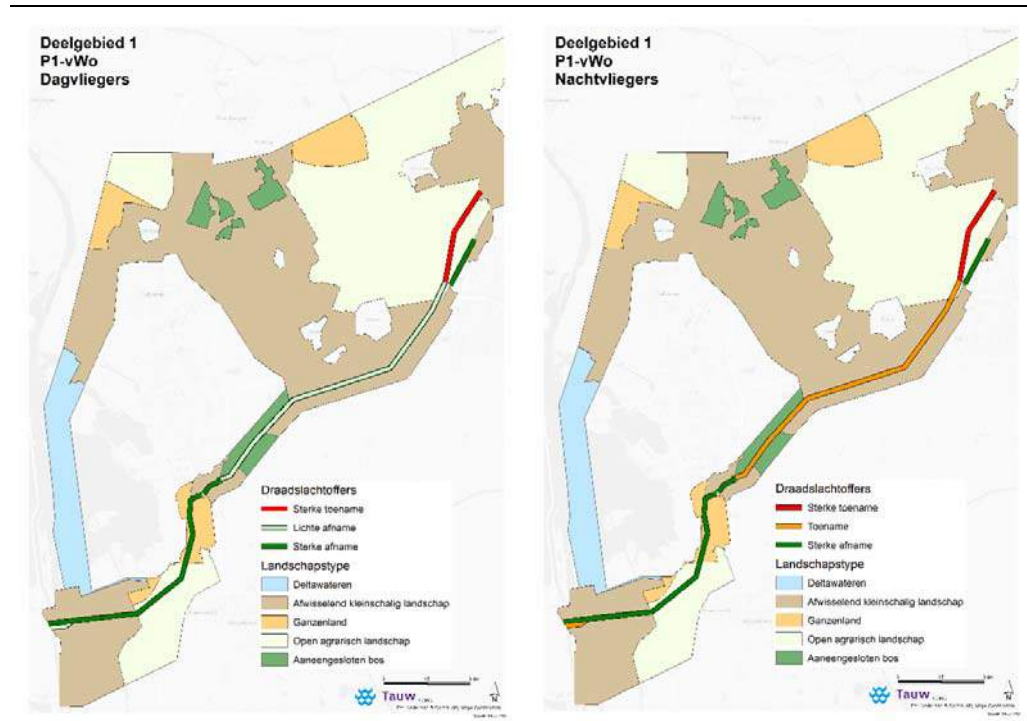 Deelgebied 1
P1-vWo
Dagvliegers
Draadslachtoffers
Sterke toename
Lichte afname
Sterke afname
Landschapstype
Deltawateren
Afwisselend kleinschalig landschap
Ganzenland
Open agrarisch landschap
Aaneengesloten bos
Tauw
N
Deelgebied 1
P1-vWo
Nachtvliegers
Draadslachtoffers
Sterke toename
Toename
Sterke afname
Landschapstype
Deltawateren
Afwisselend kleinschalig landschap
Ganzenland
Open agrarisch landschap
Aaneengesloten bos
Tauw
N